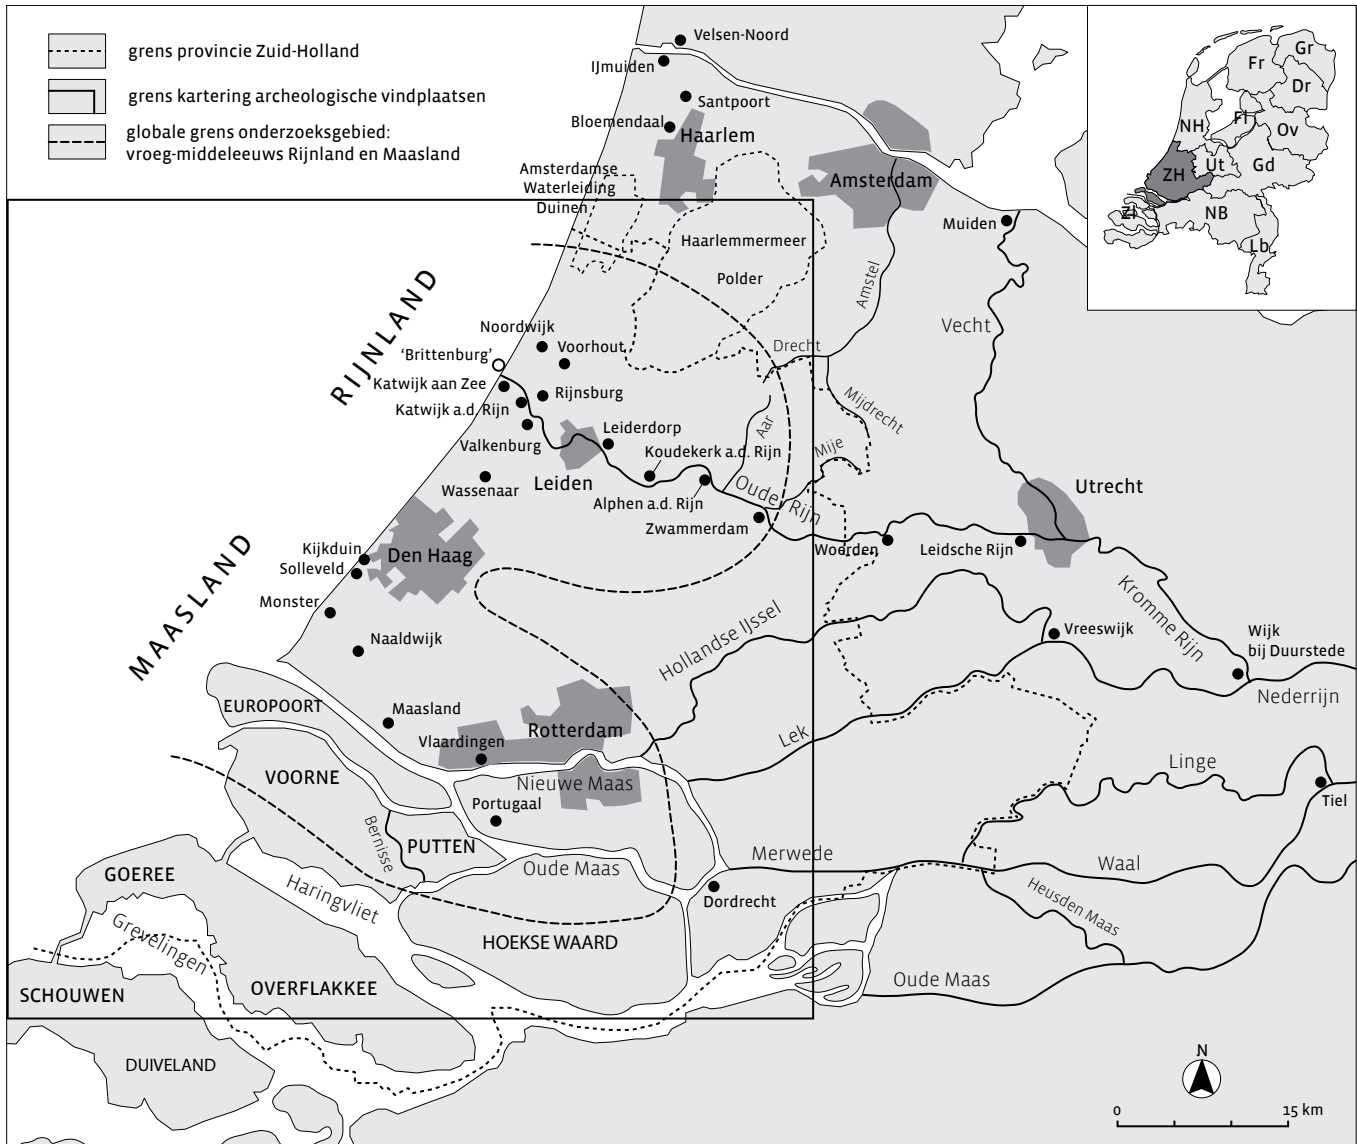 grens provincie Zuid-Holland
grens kartering archeologische vindplaatsen
globale grens onderzoeksgebied:
vroeg-middeleeuws Rijnland en Maasland
Velsen-Noord
IJmuiden
Santpoort
Bloemendaal
Haarlem
Amsterdamse
Waterleiding
Duinen
Amsterdam
Muiden
Haarlemmermeer
Polder
Amstel
Vecht
Drecht
Mijdrecht
Mije
Aar
RIJNLAND
Noordwijk
Voorhout
‘Brittenburg’
Katwijk aan Zee
Rijnsburg
Katwijk a.d. Rijn
Valkenburg
Leiderdorp
Koudekerk a.d. Rijn
Wassenaar
Leiden
Alphen a.d. Rijn
Oude Rijn
Zwammerdam
Utrecht
Woerden
Leidsche Rijn
MAASLAND
Kijkduin
Solleveld
Den Haag
Monster
Naaldwijk
Hollandse IJssel
Vreeswijk
Kromme Rijn
Wijk
bij Duurstede
Nederrijn
EUROPOORT
Maasland
Vlaardingen
Rotterdam
Lek
Linge
Tiel
VOORNE
Nieuwe Maas
Portugaal
Bernisse
PUTTEN
Oude Maas
Merwede
Waal
Heusden Maas
Dordrecht
GOEREE
Haringvliet
Grevelingen
HOEKSE WAARD
Oude Maas
SCHOUWEN
OVERFLAKKEE
DUIVELAND
Gr
Fr
Dr
NH
Fl
Ov
Ut
Gd
ZH
Zl
NB
Lb
N
0
15 km